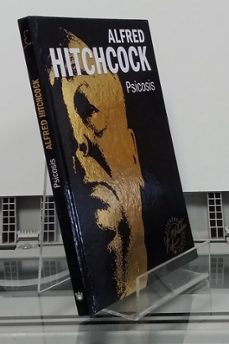 ALFRED
HITCHCOCK
Psicosis
Psicosis ALFRED HITCHCOCK